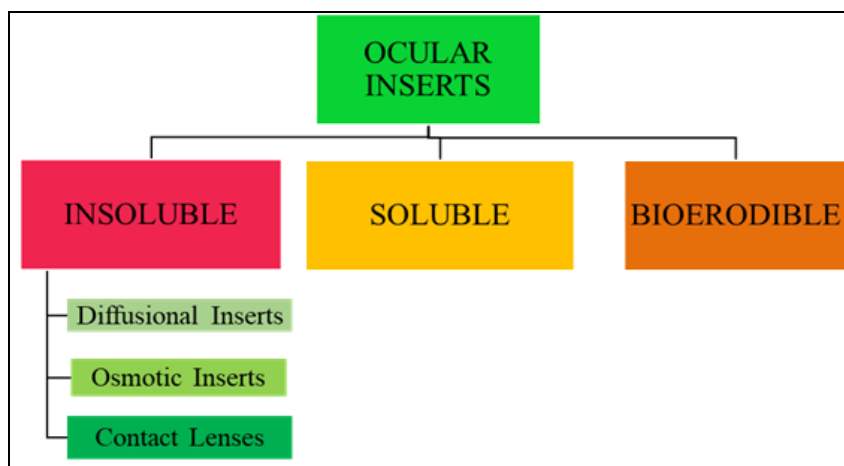 OCULAR
INSERTS
INSOLUBLE
SOLUBLE
BIOERODIBLE
Diffusional Inserts
Osmotic Inserts
Contact Lenses